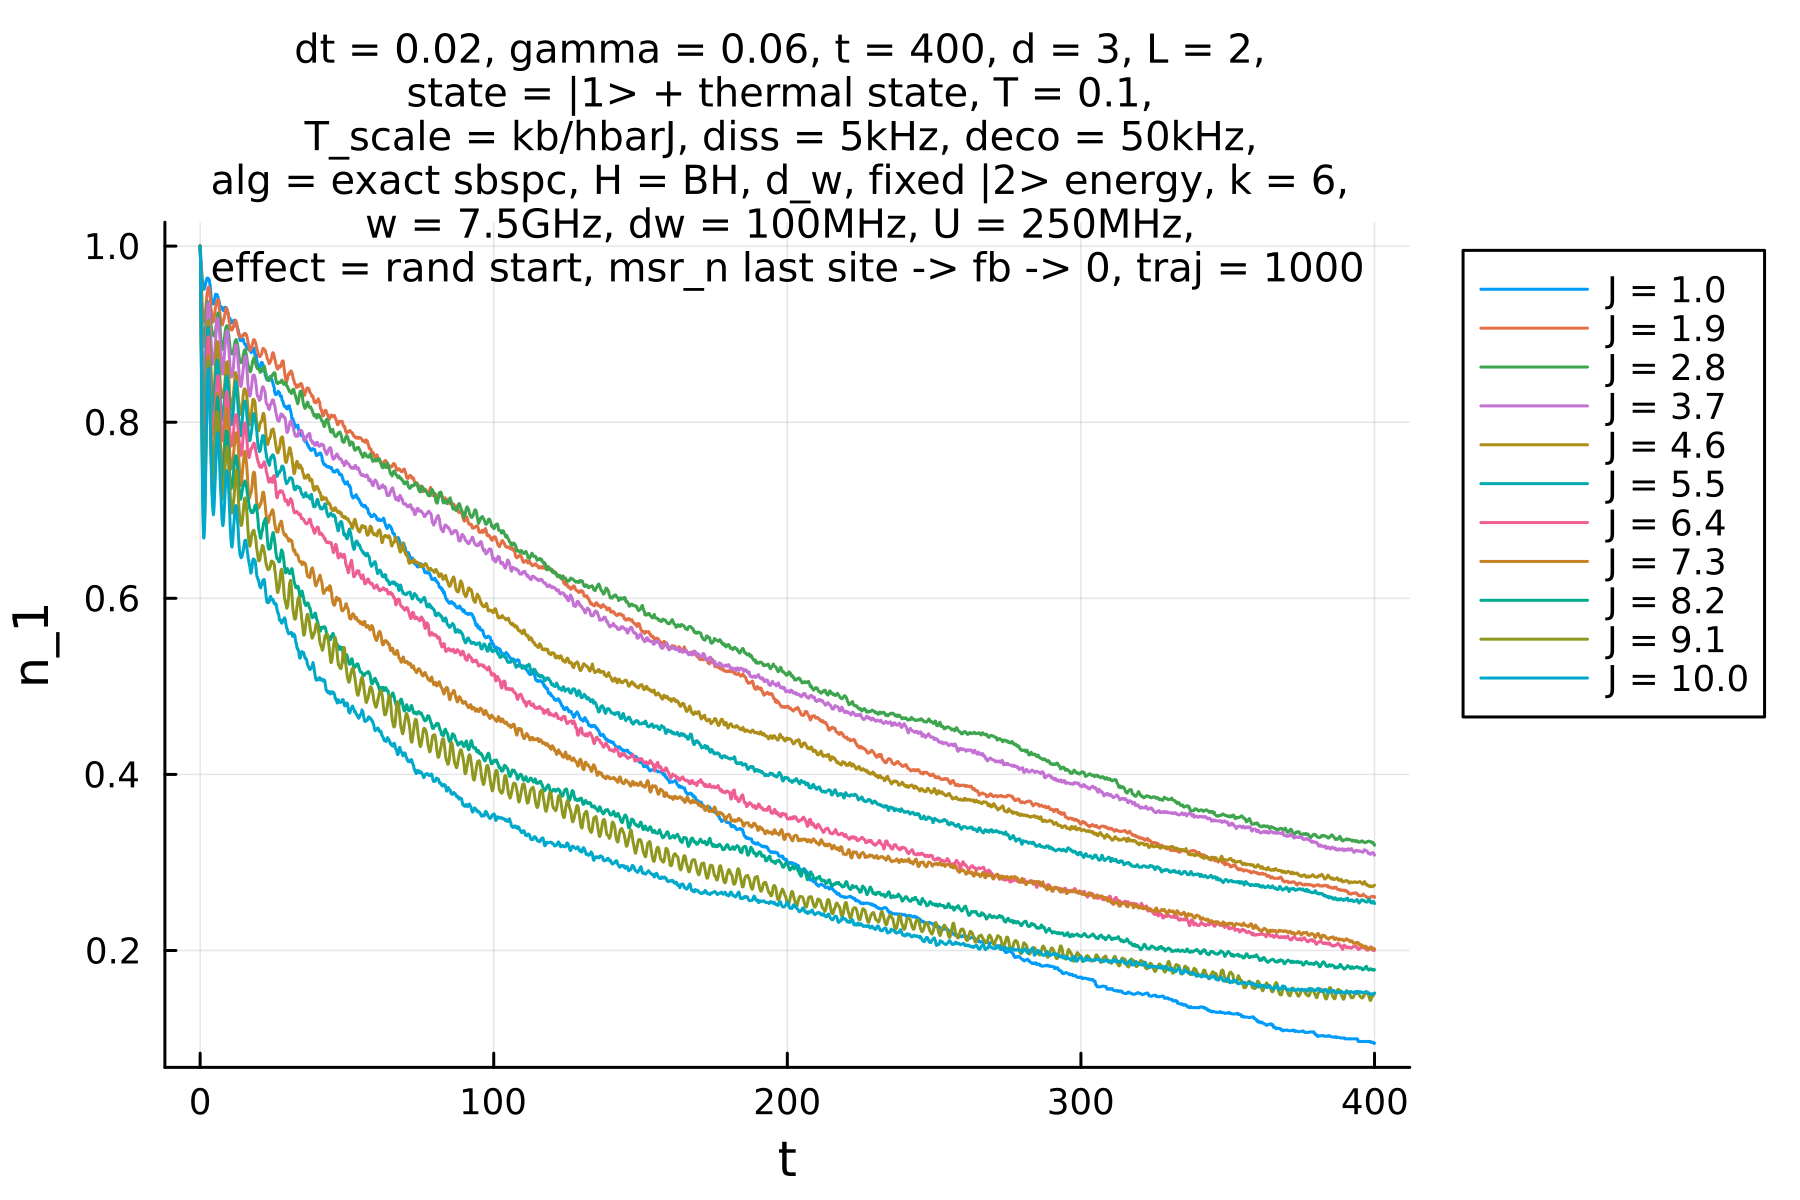 dt = 0.02, gamma = 0.06, t = 400, d = 3, L = 2,
state = |1> + thermal state, T = 0.1,
T_scale = kb/hbarJ, diss = 5kHz, deco = 50kHz,
alg = exact sbspc, H = BH, d_w, fixed |2> energy, k = 6,
w = 7.5GHz, dw = 100MHz, U = 250MHz,
effect = rand start, msr_n last site -> fb -> 0, traj = 1000
1.0
0.8
0.6
0.4
0.2
n_1
0 100 200 300 400
t
J = 1.0
J = 1.9
J = 2.8
J = 3.7
J = 4.6
J = 5.5
J = 6.4
J = 7.3
J = 8.2
J = 9.1
J = 10.0